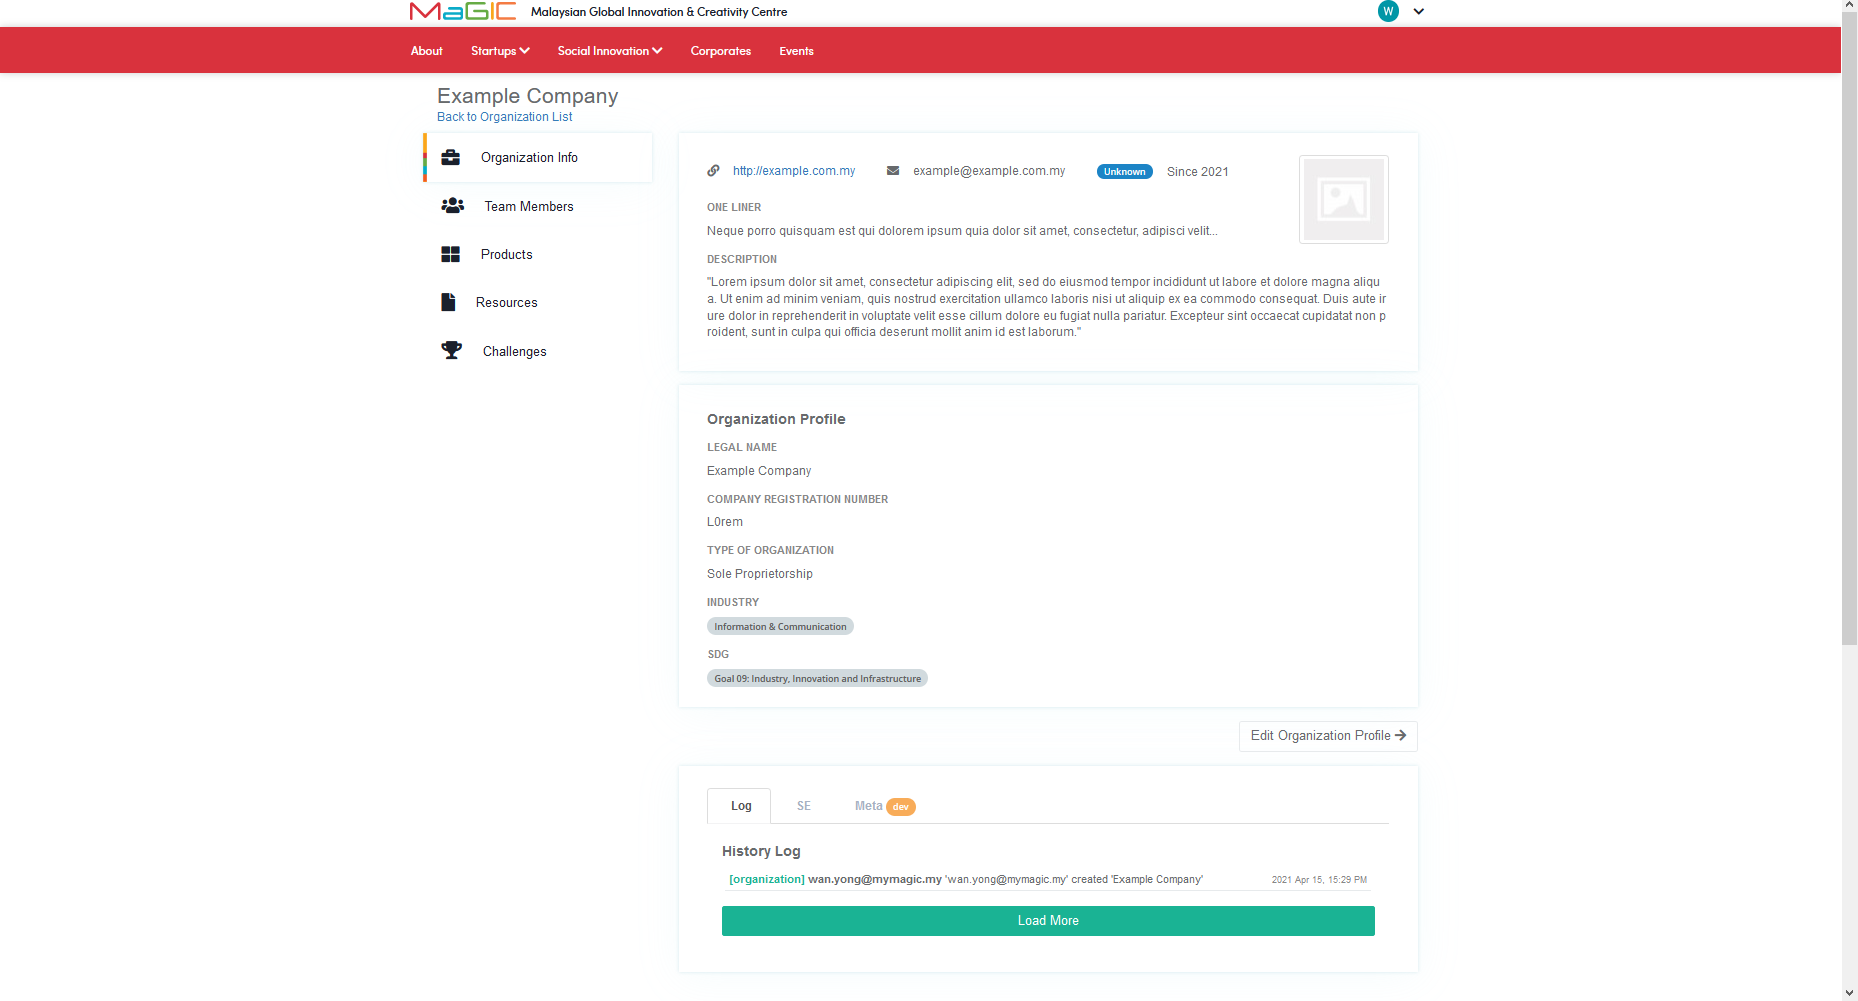 MaGIC Malaysian Global Innovation & Creativity Centre W
About Startups Social Innovation Corporates Events
Example Company
Back to Organization List
Organization Info
Team Members
Products
Resources
Challenges
http://example.com.my example@example.com.my Unknown Since 2021
ONE LINER
Neque porro quisquam est qui dolorem ipsum quia dolor sit amet, consectetur, adipisci velit...
DESCRIPTION
"Lorem ipsum dolor sit amet, consectetur adipiscing elit, sed do eiusmod tempor incididunt ut labore et dolore magna aliqu
a. Ut enim ad minim veniam, quis nostrud exercitation ullamco laboris nisi ut aliquip ex ea commodo consequat. Duis aute ir
ure dolor in reprehenderit in voluptate velit esse cillum dolore eu fugiat nulla pariatur. Excepteur sint occaecat cupidatat non p
roident, sunt in culpa qui officia deserunt mollit anim id est laborum."
Organization Profile
LEGAL NAME
Example Company
COMPANY REGISTRATION NUMBER
L0rem
TYPE OF ORGANIZATION
Sole Proprietorship
INDUSTRY
Information & Communication
SDG
Goal 09: Industry, Innovation and Infrastructure
Edit Organization Profile
Log SE Meta dev
History Log
[organization] wan.yong@mymagic.my 'wan.yong@mymagic.my' created 'Example Company' 2021 Apr 15, 15:29 PM
Load More